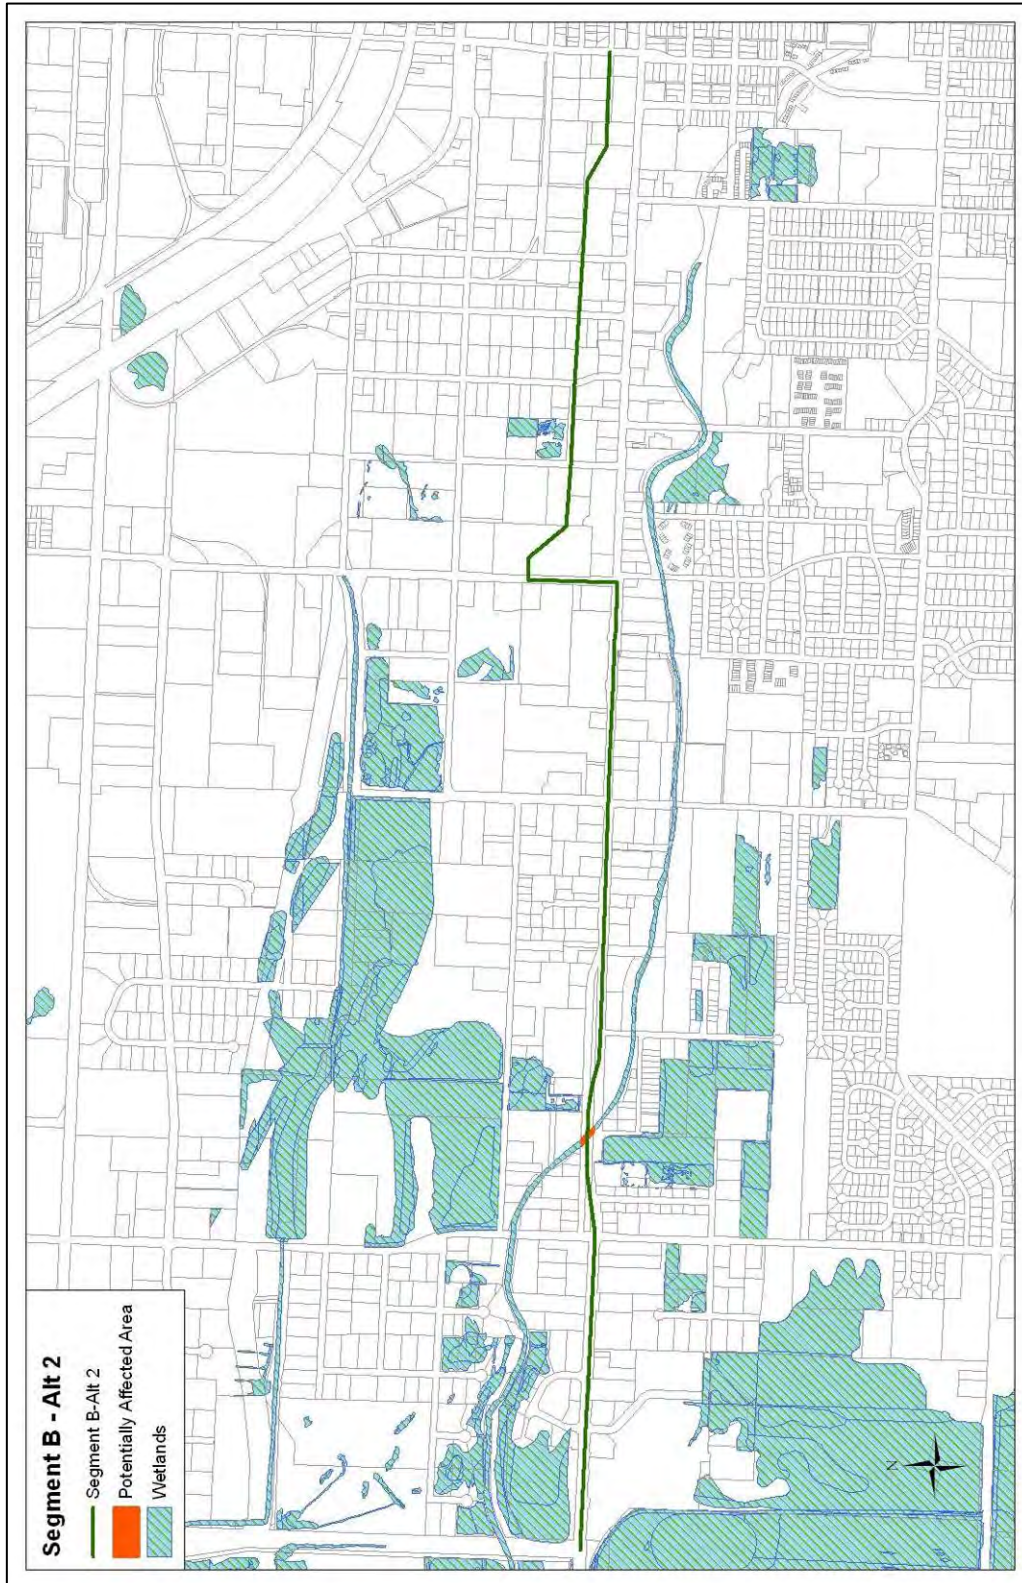 Segment B - Alt 2
Segment B-Alt 2
Potentially Affected Area
Wetlands
N